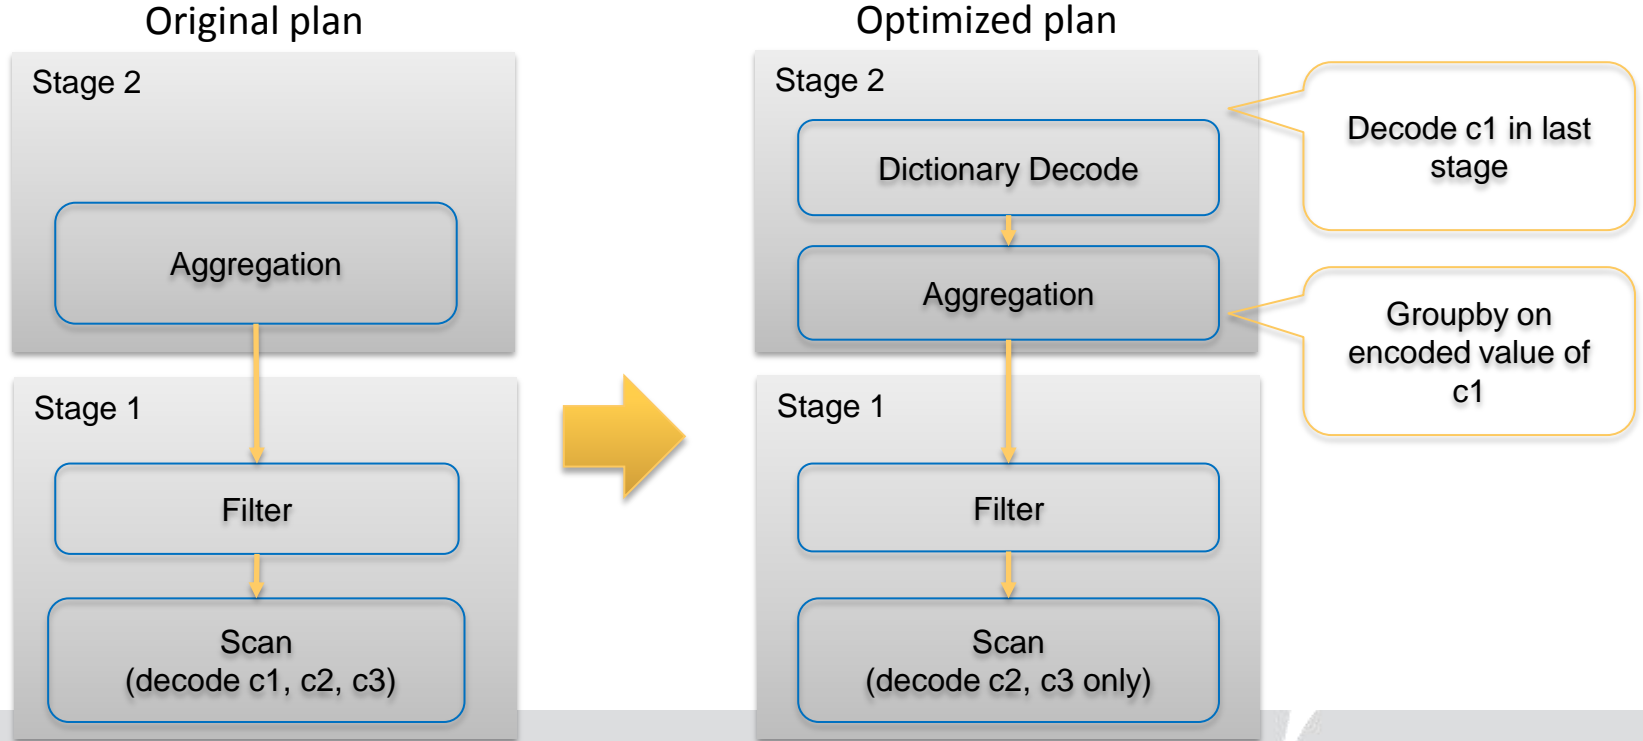 Original plan
Stage 2
Aggregation
Stage 1
Filter
Scan
(decode c1, c2, c3)
Optimized plan
Stage 2
Dictionary Decode
Aggregation
Stage 1
Filter
Scan
(decode c2, c3 only)
Decode c1 in last
stage
Groupby on
encoded value of
c1